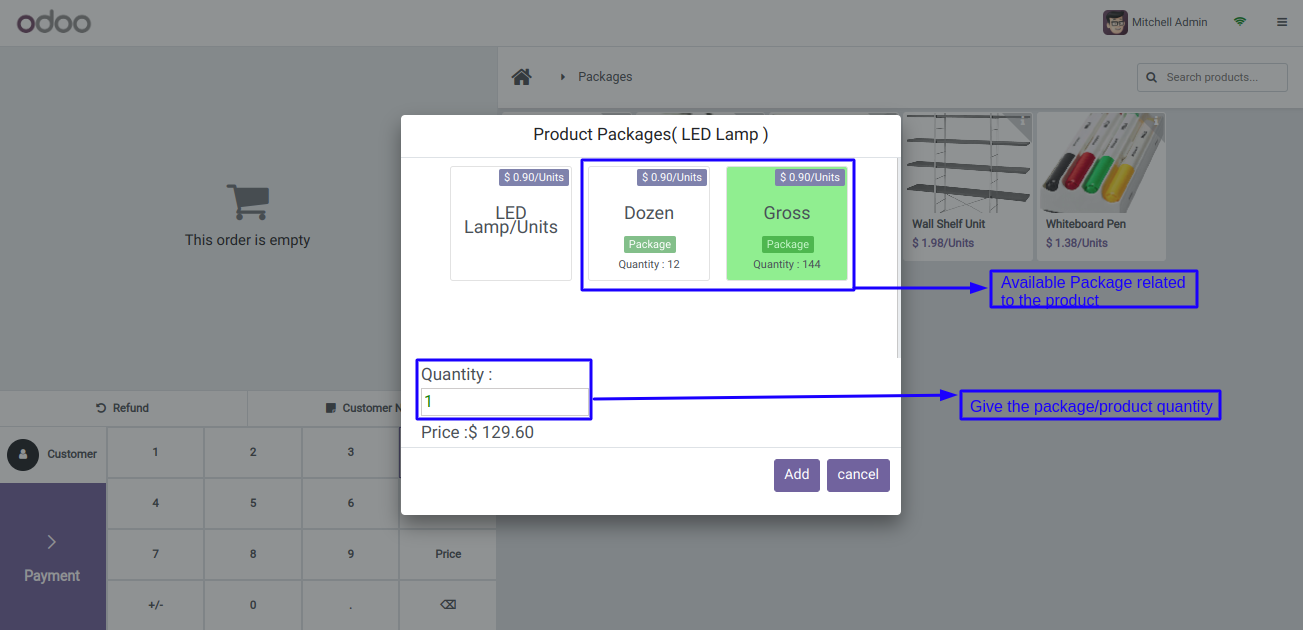 odoo
Mitchell Admin
Packages
Search products...
Product Packages( LED Lamp )
$ 0.90/Units
LED
Lamp/Units
$ 0.90/Units
Dozen
Package
Quantity : 12
$ 0.90/Units
Gross
Package
Quantity : 144
Wall Shelf Unit
$ 1.98/Units
Whiteboard Pen
$ 1.38/Units
This order is empty
Available Package related
to the product
Quantity :
1
Give the package/product quantity
Price :$ 129.60
Add
cancel
Refund
Customer N
Customer
1
2
3
4
5
6
7
8
9
Price
Payment
+/-
0
.